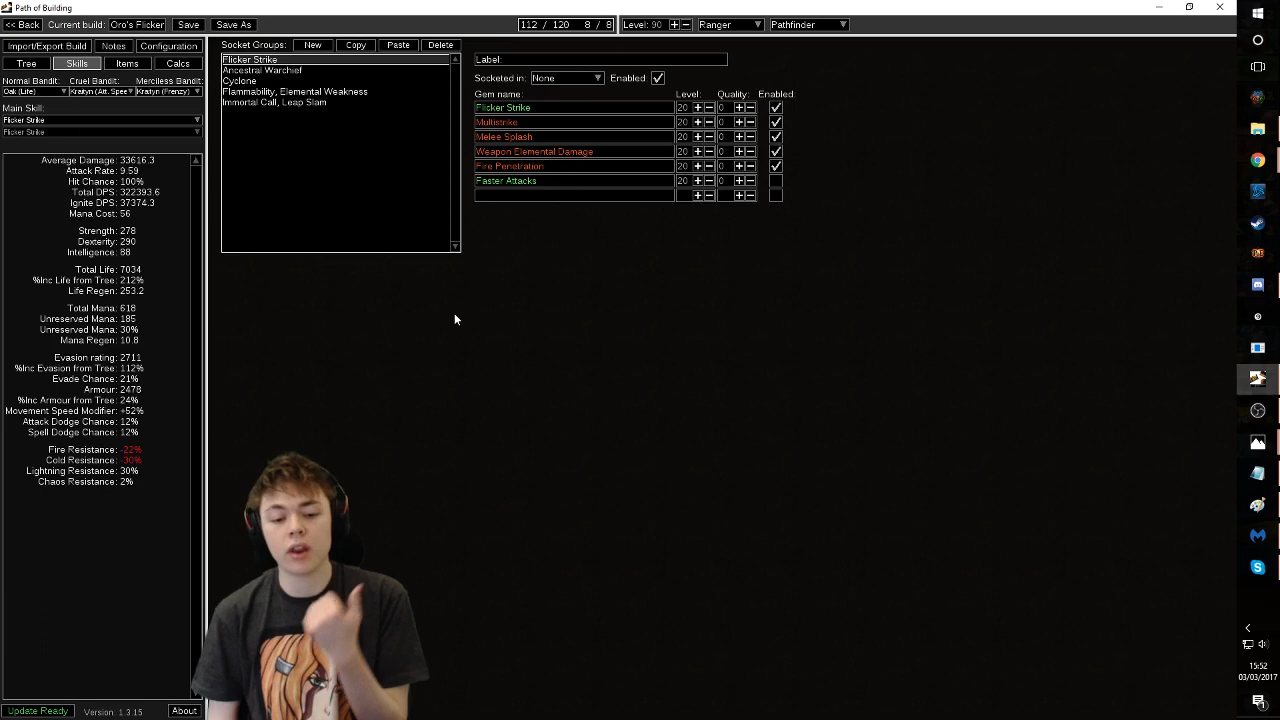 Path of Building
<< Back Current build: Oro's Flicker Save Save As 112 / 120 8 / 8 Level: 90 + − Ranger Pathfinder
Import/Export Build Notes Configuration
Tree Skills Items Calcs
Normal Bandit: Cruel Bandit: Merciless Bandit:
Oak (Life) Kraityn (Att. Spee Kraityn (Frenzy)
Main Skill:
Flicker Strike
Flicker Strike
Average Damage: 33616.3
Attack Rate: 9.59
Hit Chance: 100%
Total DPS: 322393.6
Ignite DPS: 37374.3
Mana Cost: 56
Strength: 278
Dexterity: 290
Intelligence: 88
Total Life: 7034
%Inc Life from Tree: 212%
Life Regen: 253.2
Total Mana: 618
Unreserved Mana: 185
Unreserved Mana: 30%
Mana Regen: 10.8
Evasion rating: 2711
%Inc Evasion from Tree: 112%
Evade Chance: 21%
Armour: 2478
%Inc Armour from Tree: 24%
Movement Speed Modifier: +52%
Attack Dodge Chance: 12%
Spell Dodge Chance: 12%
Fire Resistance: -22%
Cold Resistance: -30%
Lightning Resistance: 30%
Chaos Resistance: 2%
Update Ready Version: 1.3.15 About
Socket Groups: New Copy Paste Delete
Flicker Strike
Ancestral Warchief
Cyclone
Flammability, Elemental Weakness
Immortal Call, Leap Slam
Label:
Socketed in: None Enabled
Gem name: Level: Quality: Enabled:
Flicker Strike 20 + − 0 + −
Multistrike 20 + − 0 + −
Melee Splash 20 + − 0 + −
Weapon Elemental Damage 20 + − 0 + −
Fire Penetration 20 + − 0 + −
Faster Attacks 20 + − 0 + −
+ − + −
15:52
03/03/2017